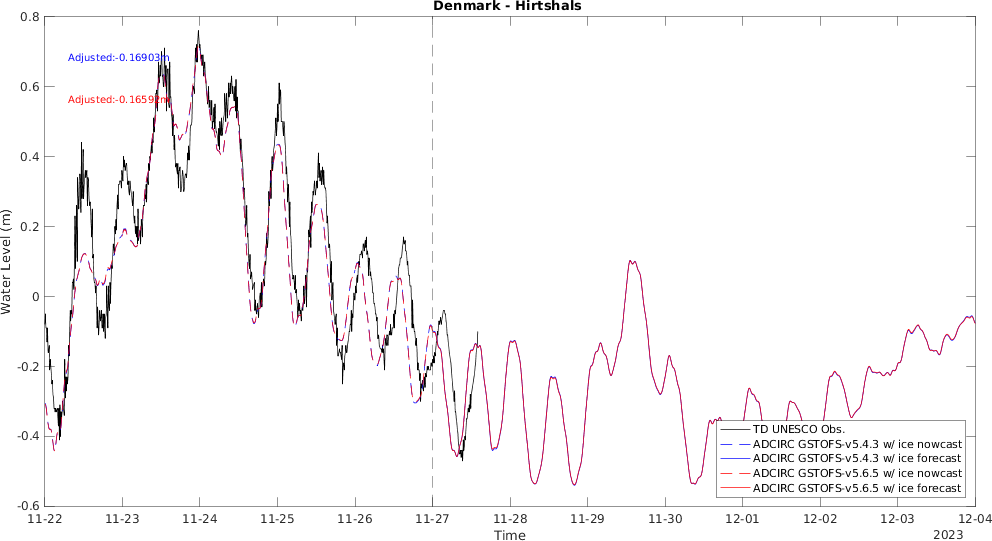 Denmark - Hirtshals
0.8
0.6
0.4
0.2
0
-0.2
-0.4
-0.6
Water Level (m)
Adjusted:-0.16903m
Adjusted:-0.16592m
TD UNESCO Obs.
ADCIRC GSTOFS-v5.4.3 w/ ice nowcast
ADCIRC GSTOFS-v5.4.3 w/ ice forecast
ADCIRC GSTOFS-v5.6.5 w/ ice nowcast
ADCIRC GSTOFS-v5.6.5 w/ ice forecast
11-22 11-23 11-24 11-25 11-26 11-27 11-28 11-29 11-30 12-01 12-02 12-03 12-04
Time
2023